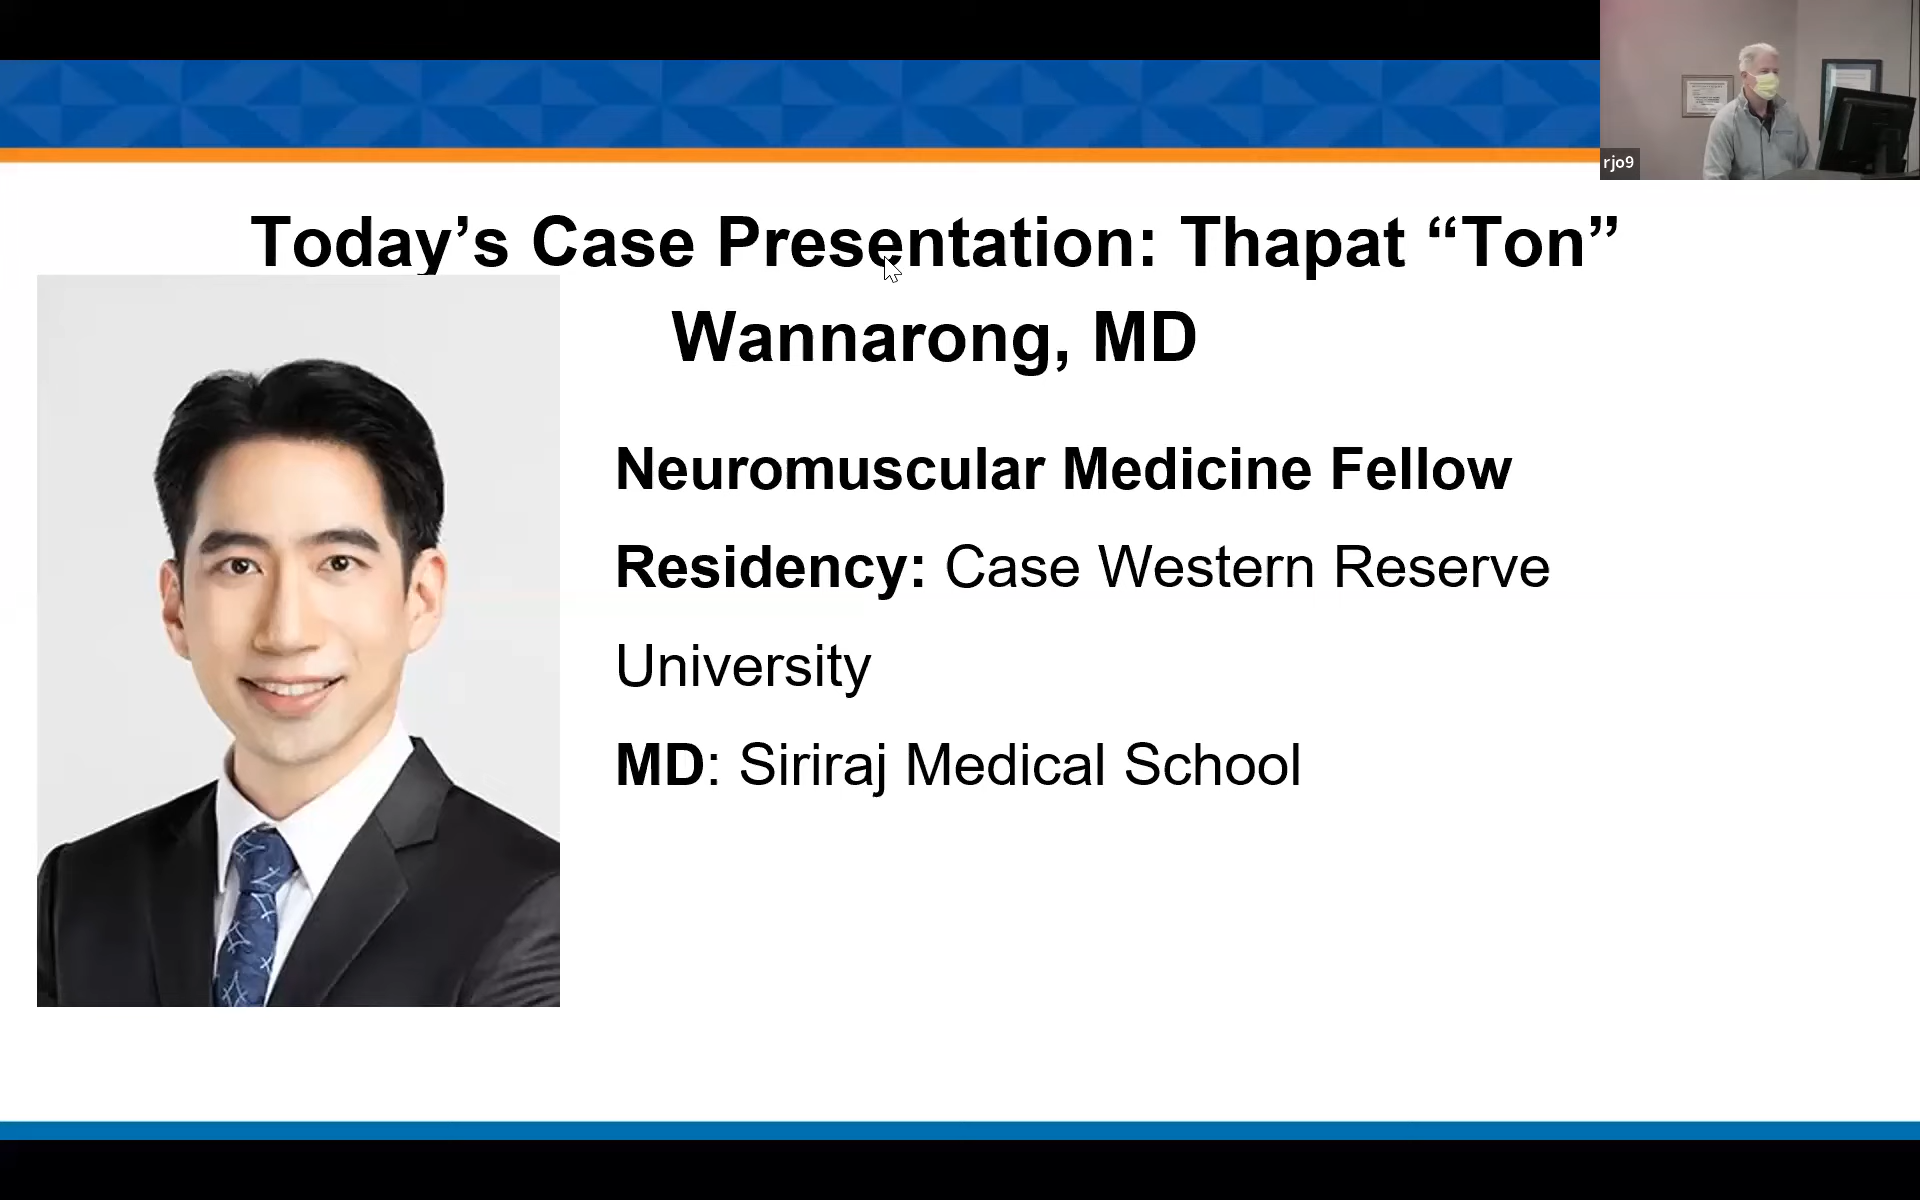 rjo9
Today’s Case Presentation: Thapat “Ton”
Wannarong, MD
Neuromuscular Medicine Fellow
Residency: Case Western Reserve
University
MD: Siriraj Medical School